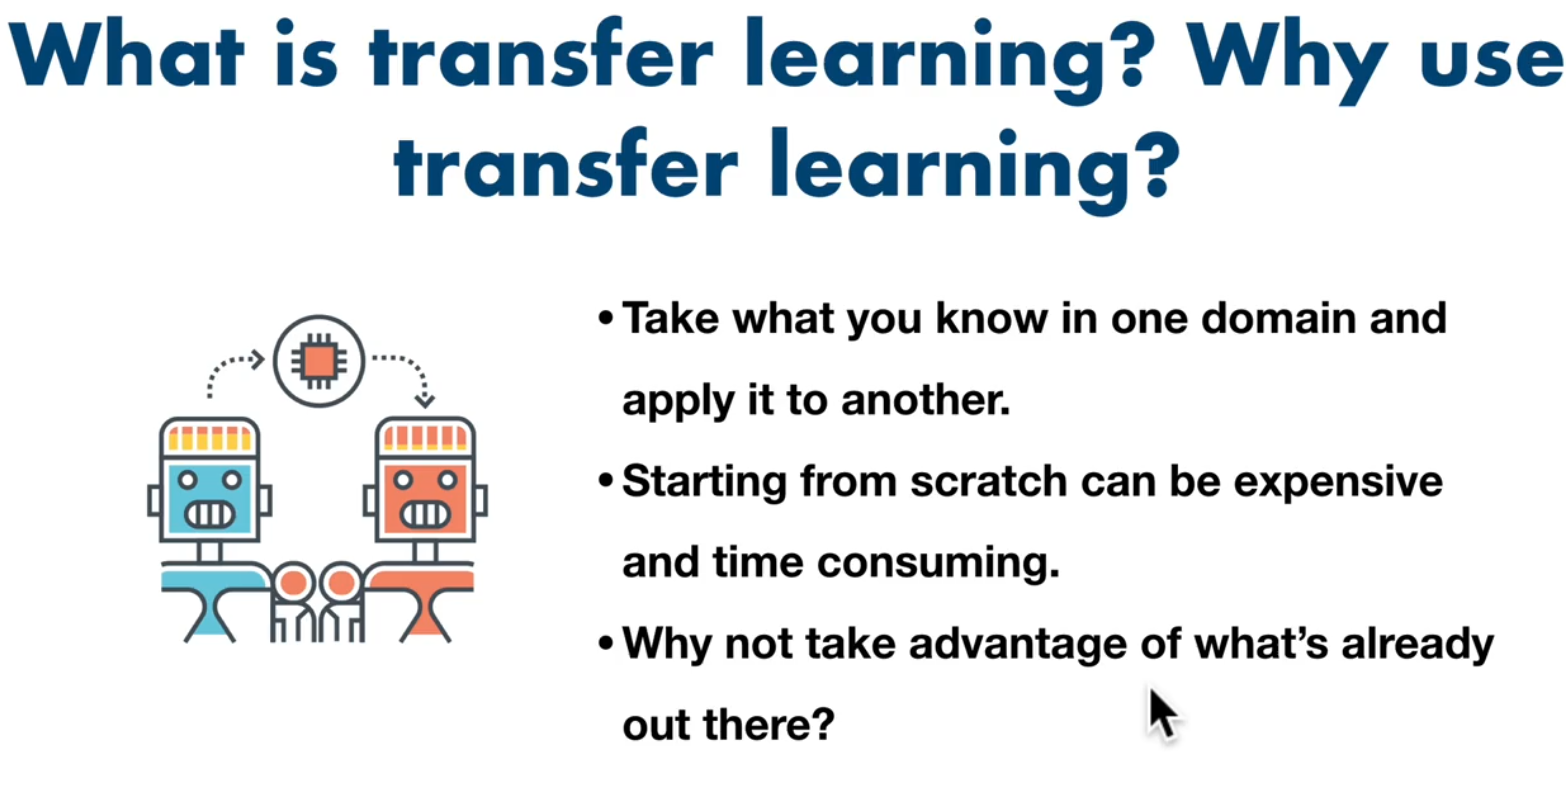 What is transfer learning? Why use
transfer learning?
• Take what you know in one domain and
apply it to another.
• Starting from scratch can be expensive
and time consuming.
• Why not take advantage of what’s already
out there?